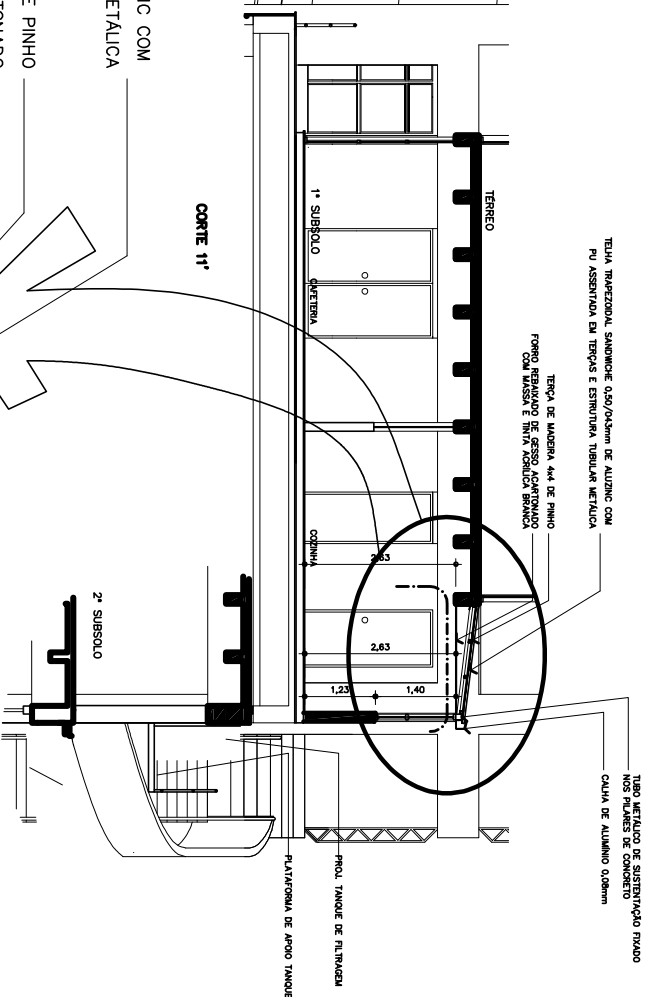 IC COM
ETÁLICA
E PINHO
TONADO
TELHA TRAPEZOIDAL SANDWICHE 0,50/043mm DE ALUZINC COM
PU ASSENTADA EM TERÇAS E ESTRUTURA TUBULAR METÁLICA
TERÇA DE MADEIRA 4x4 DE PINHO
FORRO REBAIXADO DE GESSO ACARTONADO
COM MASSA E TINTA ACRÍLICA BRANCA
TUBO METÁLICO DE SUSTENTAÇÃO FIXADO
NOS PILARES DE CONCRETO
CALHA DE ALUMÍNIO 0,08mm
TÉRREO
1° SUBSOLO
CAFETERIA
COZINHA
2,63
2,63
1,23
1,40
CORTE 11'
2° SUBSOLO
PROJ. TANQUE DE FILTRAGEM
PLATAFORMA DE APOIO TANQUE